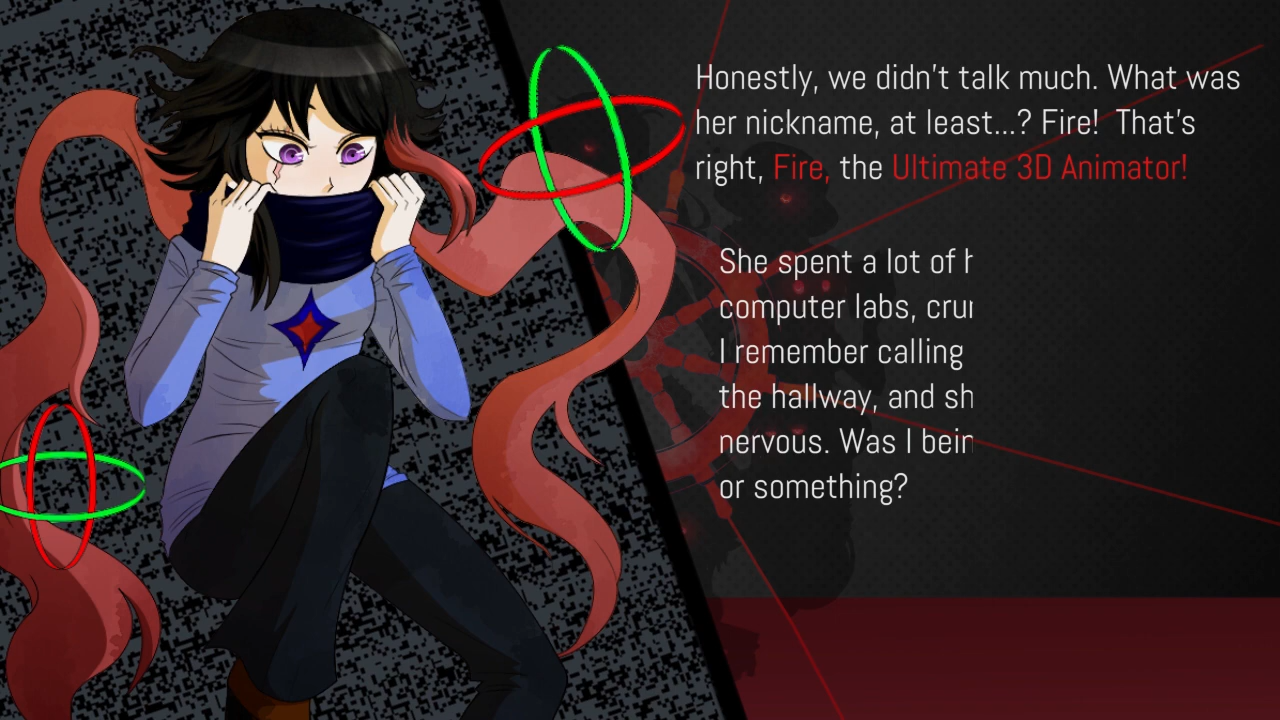 Honestly, we didn't talk much. What was
her nickname, at least...? Fire! That's
right, Fire, the Ultimate 3D Animator!
She spent a lot of
computer labs,
I remember calling
the hallway, and
nervous. Was I
or something?